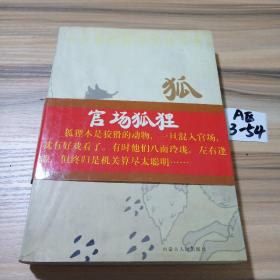 狐
官场狐狸
狐狸本是狡猾的动物，一旦混入官场，
就有好戏看了。有时他们八面玲珑，左右逢
源，但终归是机关算尽太聪明……
内蒙古人民出版社
A区
3-54